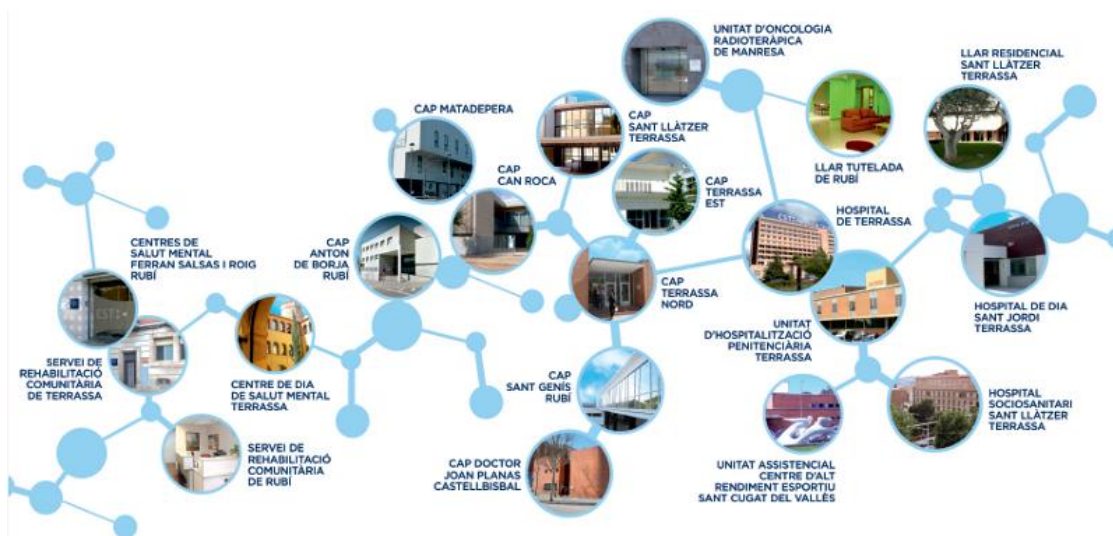 UNITAT D'ONCOLOGIA
RADIOTERÀPICA
DE MANRESA
LLAR RESIDENCIAL
SANT LLÀTZER
TERRASSA
CAP MATADEPERA
CAP
SANT LLÀTZER
TERRASSA
CAP
CAN ROCA
CAP
TERRASSA
EST
LLAR TUTELADA
DE RUBÍ
HOSPITAL
DE TERRASSA
CENTRES DE
SALUT MENTAL
FERRAN SALSAS I ROIG
RUBÍ
CAP
ANTON
DE BORJA
RUBÍ
CAP
TERRASSA
NORD
HOSPITAL DE DIA
SANT JORDI
TERRASSA
UNITAT
D'HOSPITALITZACIÓ
PENITENCIÀRIA
TERRASSA
SERVEI DE
REHABILITACIÓ
COMUNITÀRIA
DE TERRASSA
CENTRE DE DIA
DE SALUT MENTAL
TERRASSA
CAP
SANT GENÍS
RUBÍ
HOSPITAL
SOCIOSANITARI
SANT LLÀTZER
TERRASSA
SERVEI DE
REHABILITACIÓ
COMUNITÀRIA
DE RUBÍ
CAP DOCTOR
JOAN PLANAS
CASTELLBISBAL
UNITAT ASSISTENCIAL
CENTRE D'ALT
RENDIMENT ESPORTIU
SANT CUGAT DEL VALLÈS